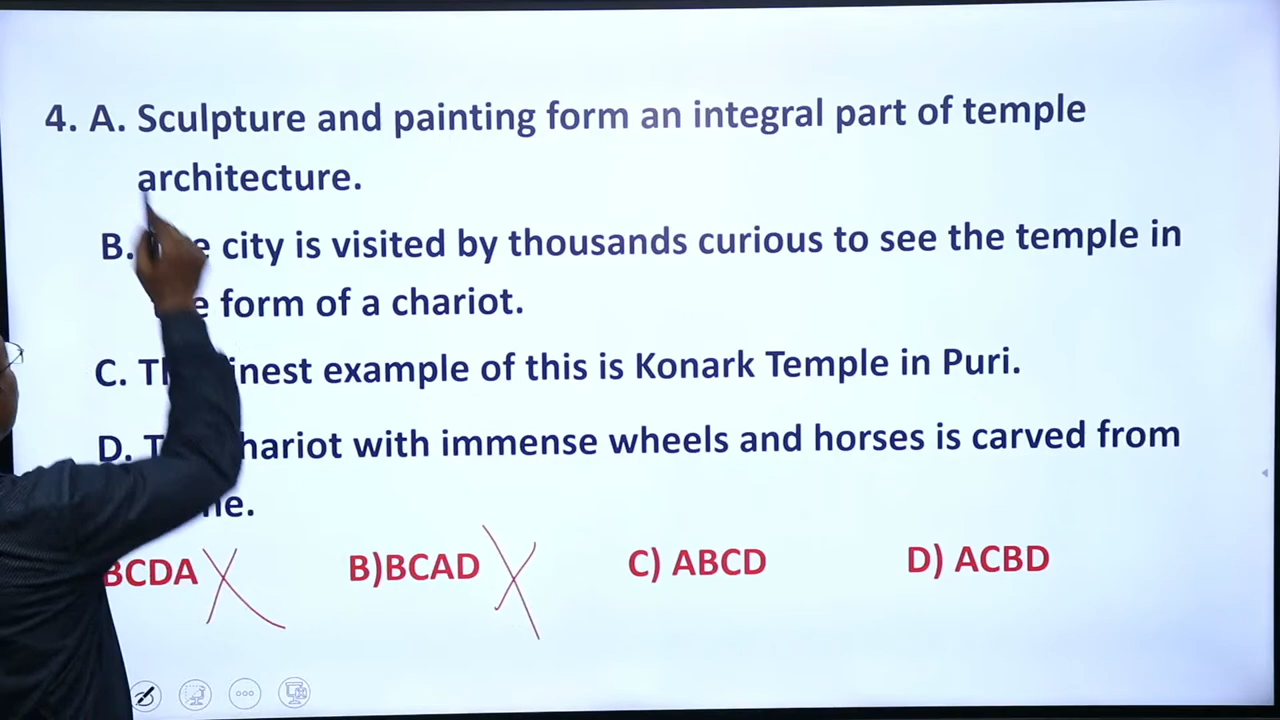 4. A. Sculpture and painting form an integral part of temple
architecture.
B. city is visited by thousands curious to see the temple in
form of a chariot.
C. example of this is Konark Temple in Puri.
D. with immense wheels and horses is carved from
BCDA
B)BCAD
C) ABCD
D) ACBD